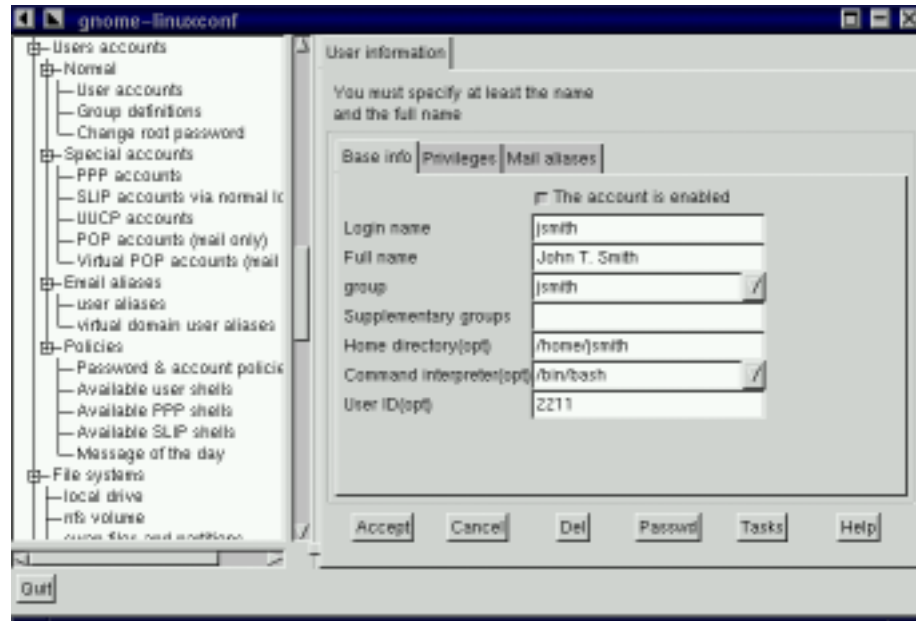 gnome-linuxconf
Users accounts
Normal
User accounts
Group definitions
Change root password
Special accounts
PPP accounts
SLIP accounts via normal lc
UUCP accounts
POP accounts (mail only)
Virtual POP accounts (mail
Email aliases
user aliases
virtual domain user aliases
Policies
Password & account policie
Available user shells
Available PPP shells
Available SLIP shells
Message of the day
File systems
local drive
nfs volume
swap files and partitions
Quit
User information
You must specify at least the name
and the full name
Base info Privileges Mail aliases
The account is enabled
Login name jsmith
Full name John T. Smith
group jsmith
Supplementary groups
Home directory(opt) /home/jsmith
Command interpreter(opt) /bin/bash
User ID(opt) 2211
Accept Cancel Del Passwd Tasks Help